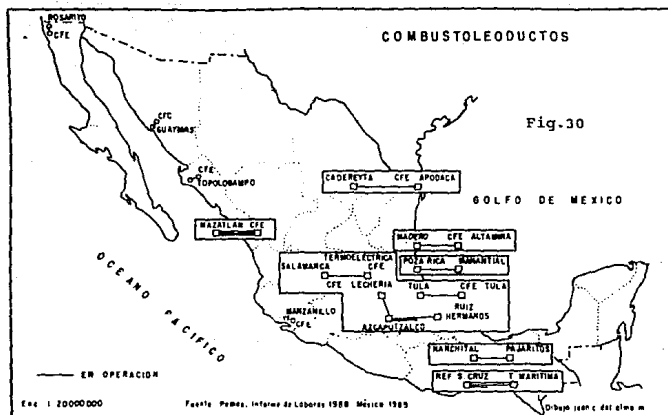 COMBUSTOLEODUCTOS
Fig.30
ROSARITO
CFE
CFE
GUAYMAS
CFE
TOPOLOBAMPO
MAZATLAN CFE
CADEREYTA CFE APODACA
GOLFO DE MEXICO
MADERO CFE ALTAMIRA
POZA RICA MANANTIAL
SALAMANCA TERMOELÉCTRICA CFE
CFE LECHERIA
TULA CFE TULA
AZCAPOTZALCO
RUIZ HERMANOS
MANZANILLO
CFE
OCEANO PACIFICO
NANCHITAL PAJARITOS
REF S. CRUZ T MARITIMA
EN OPERACION
Esc. 1:20000000
Fuente Pemex, Informe de Labores 1988 México 1989